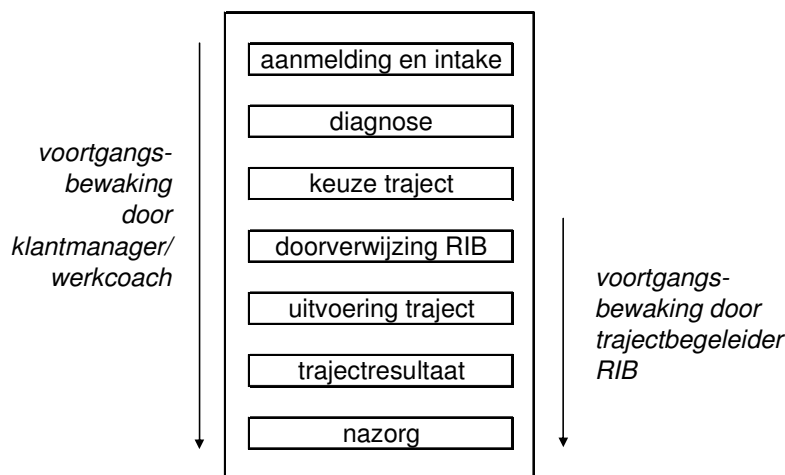 aanmelding en intake
diagnose
keuze traject
doorverwijzing RIB
uitvoering traject
trajectresultaat
nazorg
voortgangs-
bewaking
door
klantmanager/
werkcoach
voortgangs-
bewaking door
trajectbegeleider
RIB